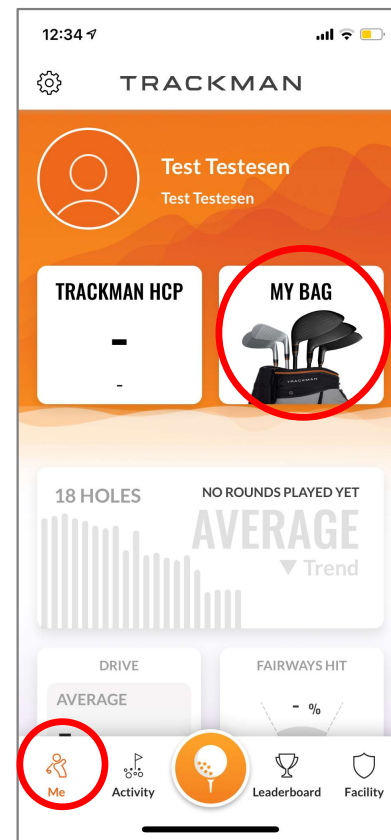 12:34
TRACKMAN
Test Testesen
Test Testesen
TRACKMAN HCP
-
-
MY BAG
TRACKMAN
18 HOLES
NO ROUNDS PLAYED YET
AVERAGE
▼ Trend
DRIVE
AVERAGE
-
FAIRWAYS HIT
- %
Me
Activity
Leaderboard
Facility